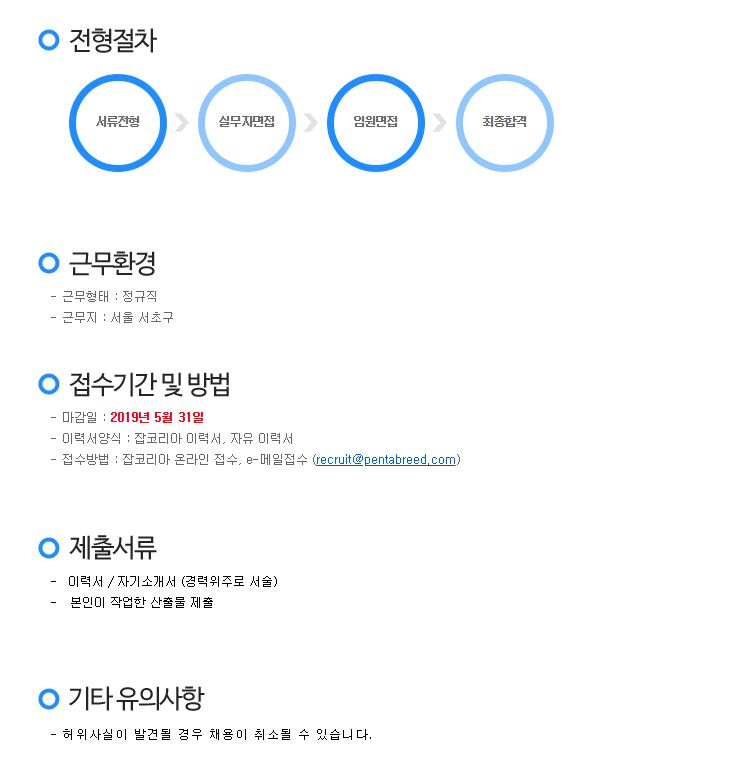 전형절차
서류전형 실무자면접 임원면접 최종합격
근무환경
- 근무형태 : 정규직
- 근무지 : 서울 서초구
접수기간 및 방법
- 마감일 : 2019년 5월 31일
- 이력서양식 : 잡코리아 이력서, 자유 이력서
- 접수방법 : 잡코리아 온라인 접수, e-메일접수 (recruit@pentabreed.com)
제출서류
- 이력서 / 자기소개서 (경력위주로 서술)
- 본인이 작업한 산출물 제출
기타 유의사항
- 허위사실이 발견될 경우 채용이 취소될 수 있습니다.